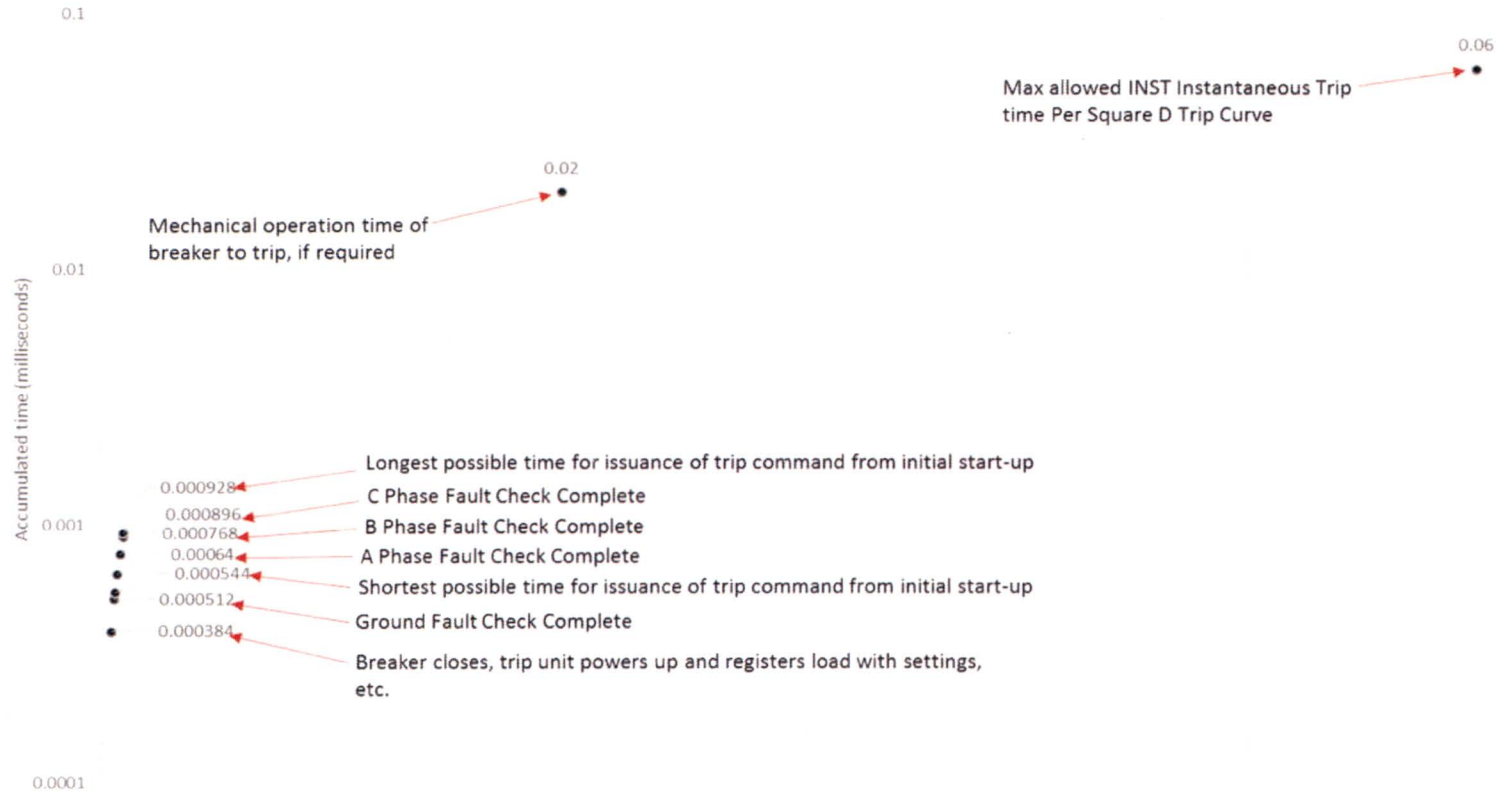 0.1
0.06
Max allowed INST Instantaneous Trip
time Per Square D Trip Curve
0.02
Mechanical operation time of
breaker to trip, if required
0.01
Accumulated time (milliseconds)
Longest possible time for issuance of trip command from initial start-up
0.000928
C Phase Fault Check Complete
0.000896
0.001
B Phase Fault Check Complete
0.000768
A Phase Fault Check Complete
0.00064
0.000544
Shortest possible time for issuance of trip command from initial start-up
0.000512
Ground Fault Check Complete
0.000384
Breaker closes, trip unit powers up and registers load with settings,
etc.
0.0001